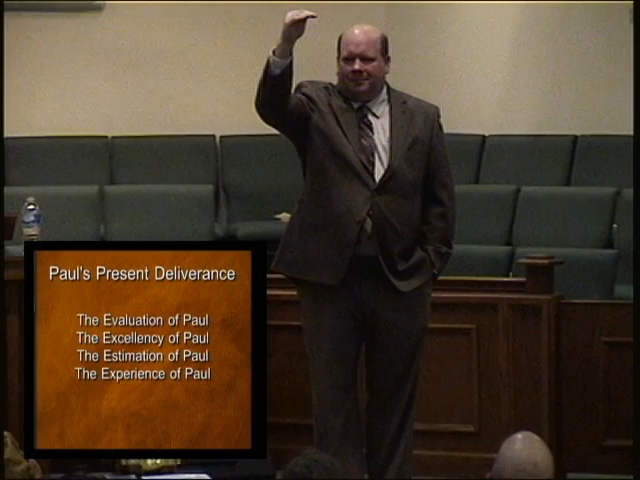 Paul's Present Deliverance
The Evaluation of Paul
The Excellency of Paul
The Estimation of Paul
The Experience of Paul